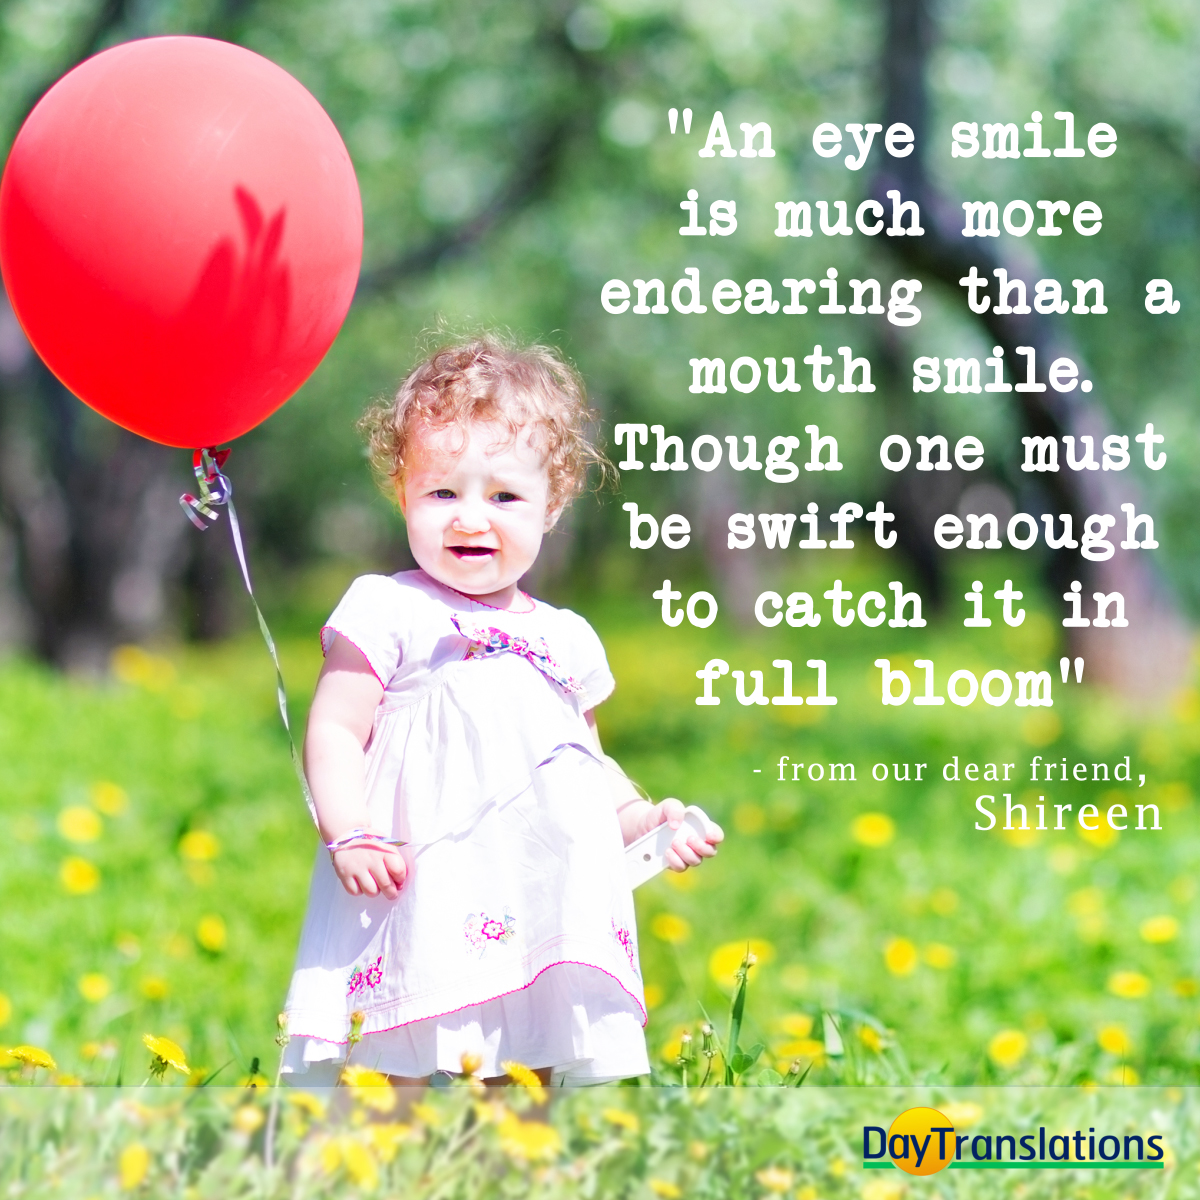 "An eye smile
is much more
endearing than a
mouth smile.
Though one must
be swift enough
to catch it in
full bloom"
- from our dear friend,
Shireen
DayTranslations